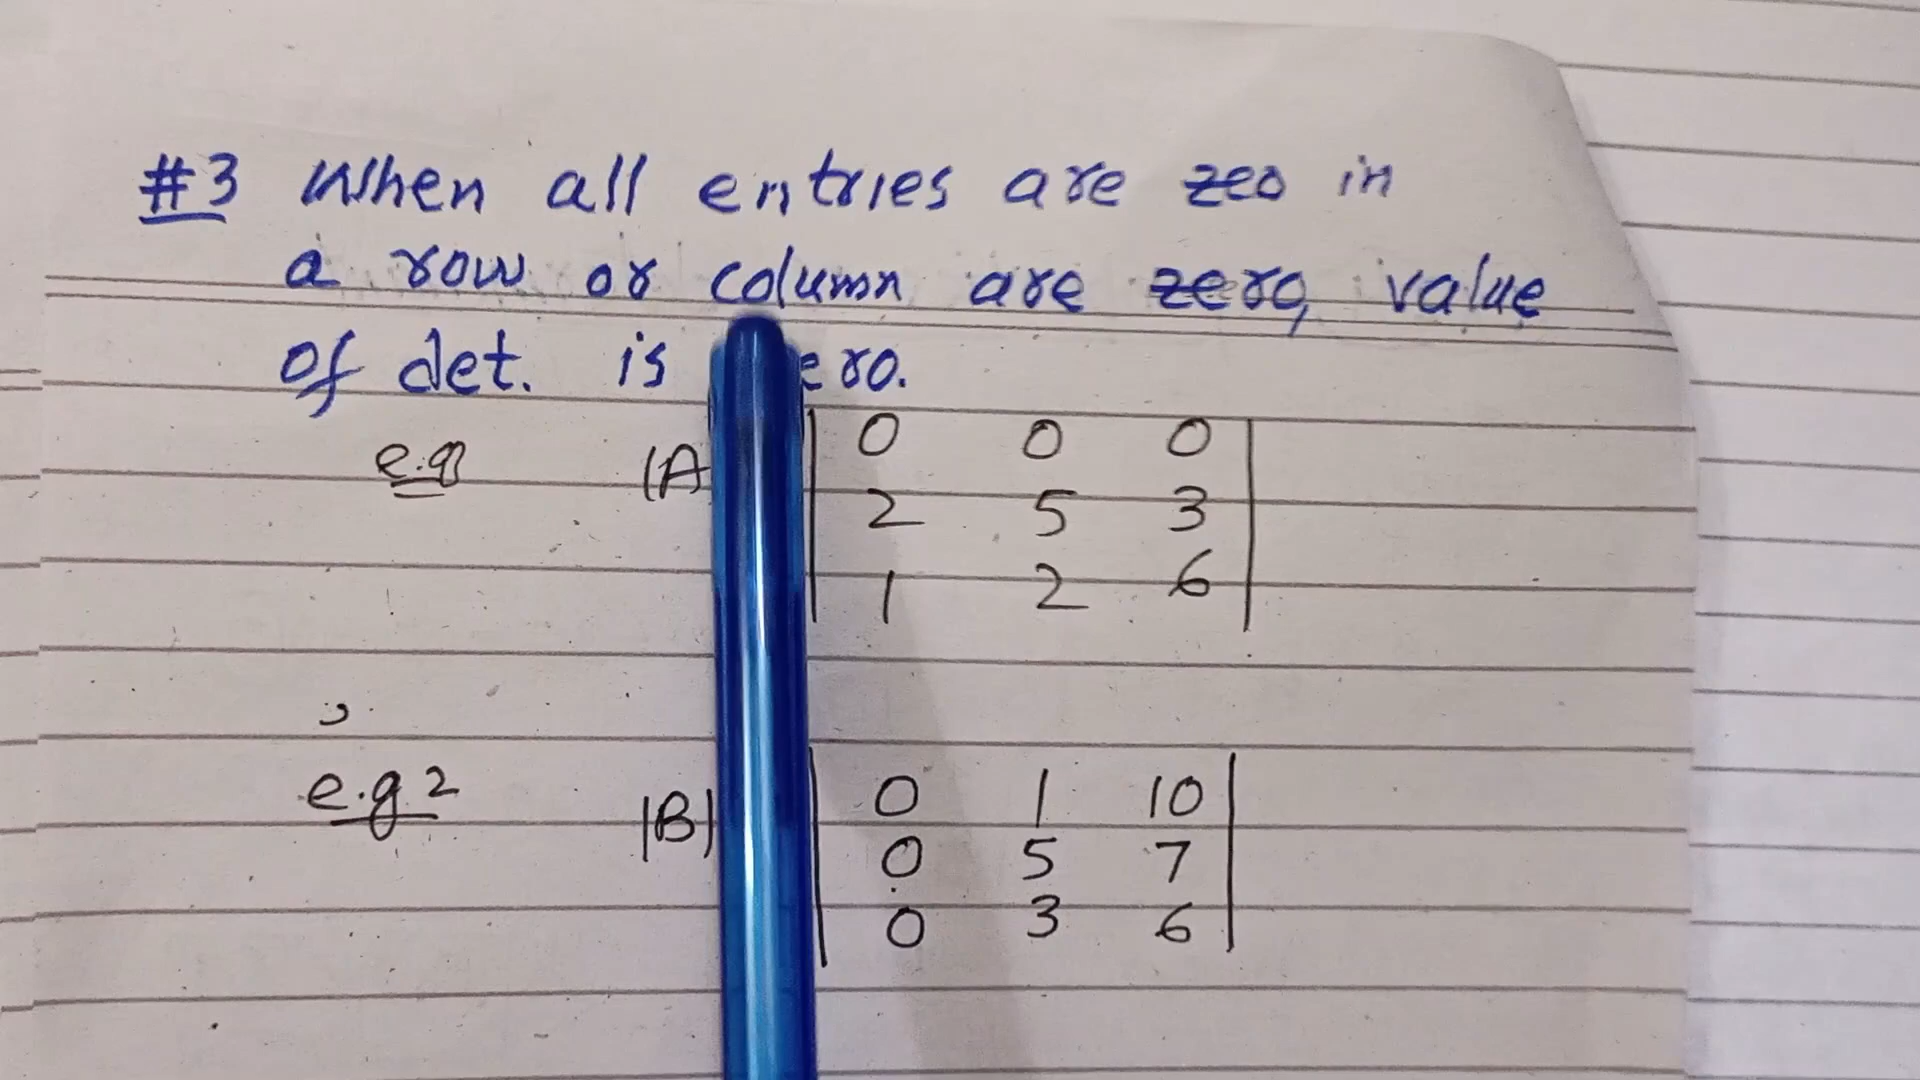 #3 When all entries are zeo in
a row or column are zero, value
of det. is ero.
e.g |A 0 0 0
2 5 3
1 2 6
e.g 2 |B| 0 1 10
0 5 7
0 3 6